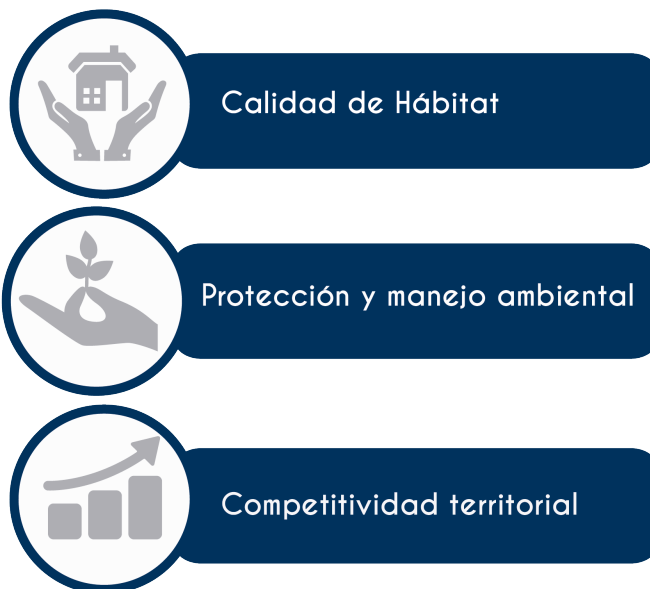 Calidad de Hábitat
Protección y manejo ambiental
Competitividad territorial